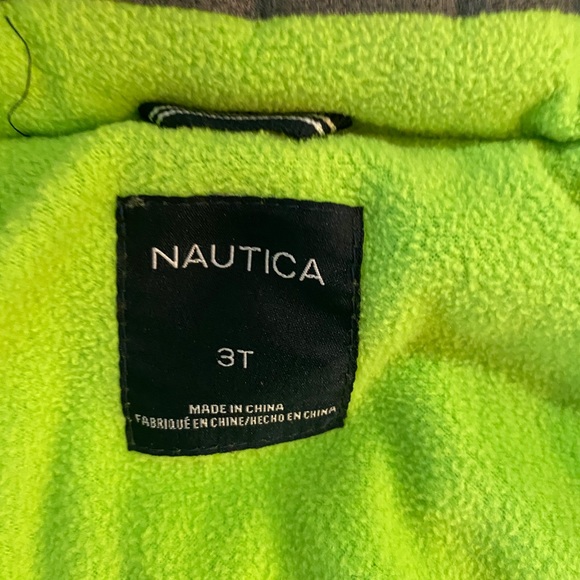 NAUTICA
3T
MADE IN CHINA
FABRIQUÉ EN CHINE/HECHO EN CHINA